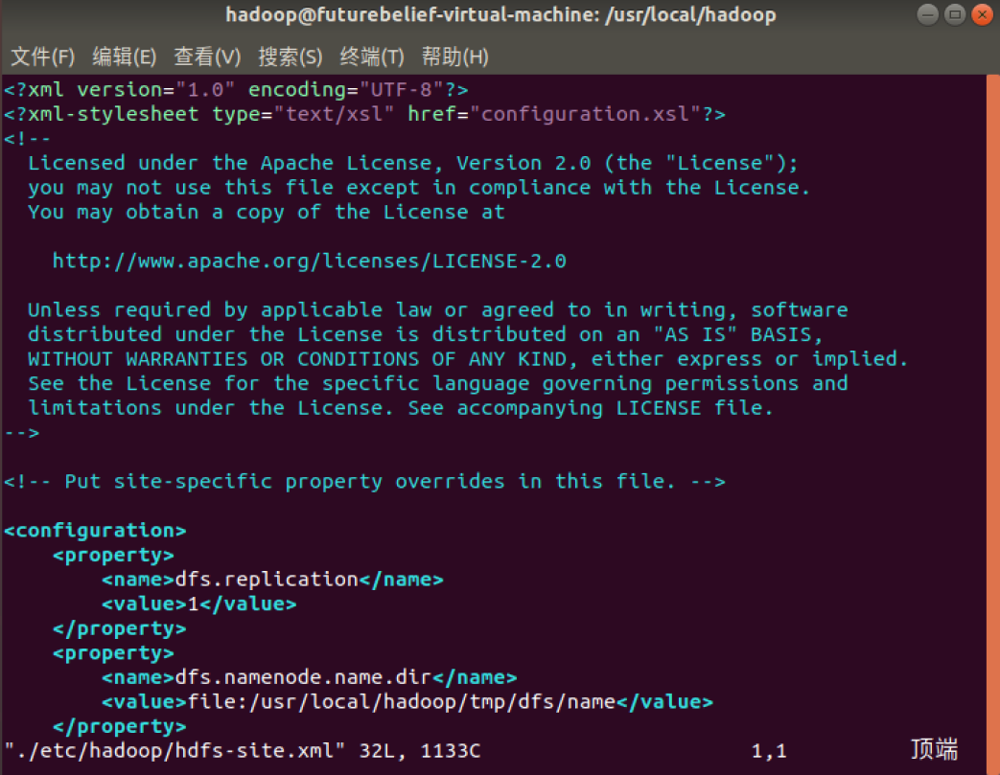 hadoop@futurebelief-virtual-machine: /usr/local/hadoop
文件(F) 编辑(E) 查看(V) 搜索(S) 终端(T) 帮助(H)
<?xml version="1.0" encoding="UTF-8"?>
<?xml-stylesheet type="text/xsl" href="configuration.xsl"?>
<!--
  Licensed under the Apache License, Version 2.0 (the "License");
  you may not use this file except in compliance with the License.
  You may obtain a copy of the License at

    http://www.apache.org/licenses/LICENSE-2.0

  Unless required by applicable law or agreed to in writing, software
  distributed under the License is distributed on an "AS IS" BASIS,
  WITHOUT WARRANTIES OR CONDITIONS OF ANY KIND, either express or implied.
  See the License for the specific language governing permissions and
  limitations under the License. See accompanying LICENSE file.
-->

<!-- Put site-specific property overrides in this file. -->

<configuration>
    <property>
        <name>dfs.replication</name>
        <value>1</value>
    </property>
    <property>
        <name>dfs.namenode.name.dir</name>
        <value>file:/usr/local/hadoop/tmp/dfs/name</value>
    </property>
"./etc/hadoop/hdfs-site.xml" 32L, 1133C 1,1 顶端